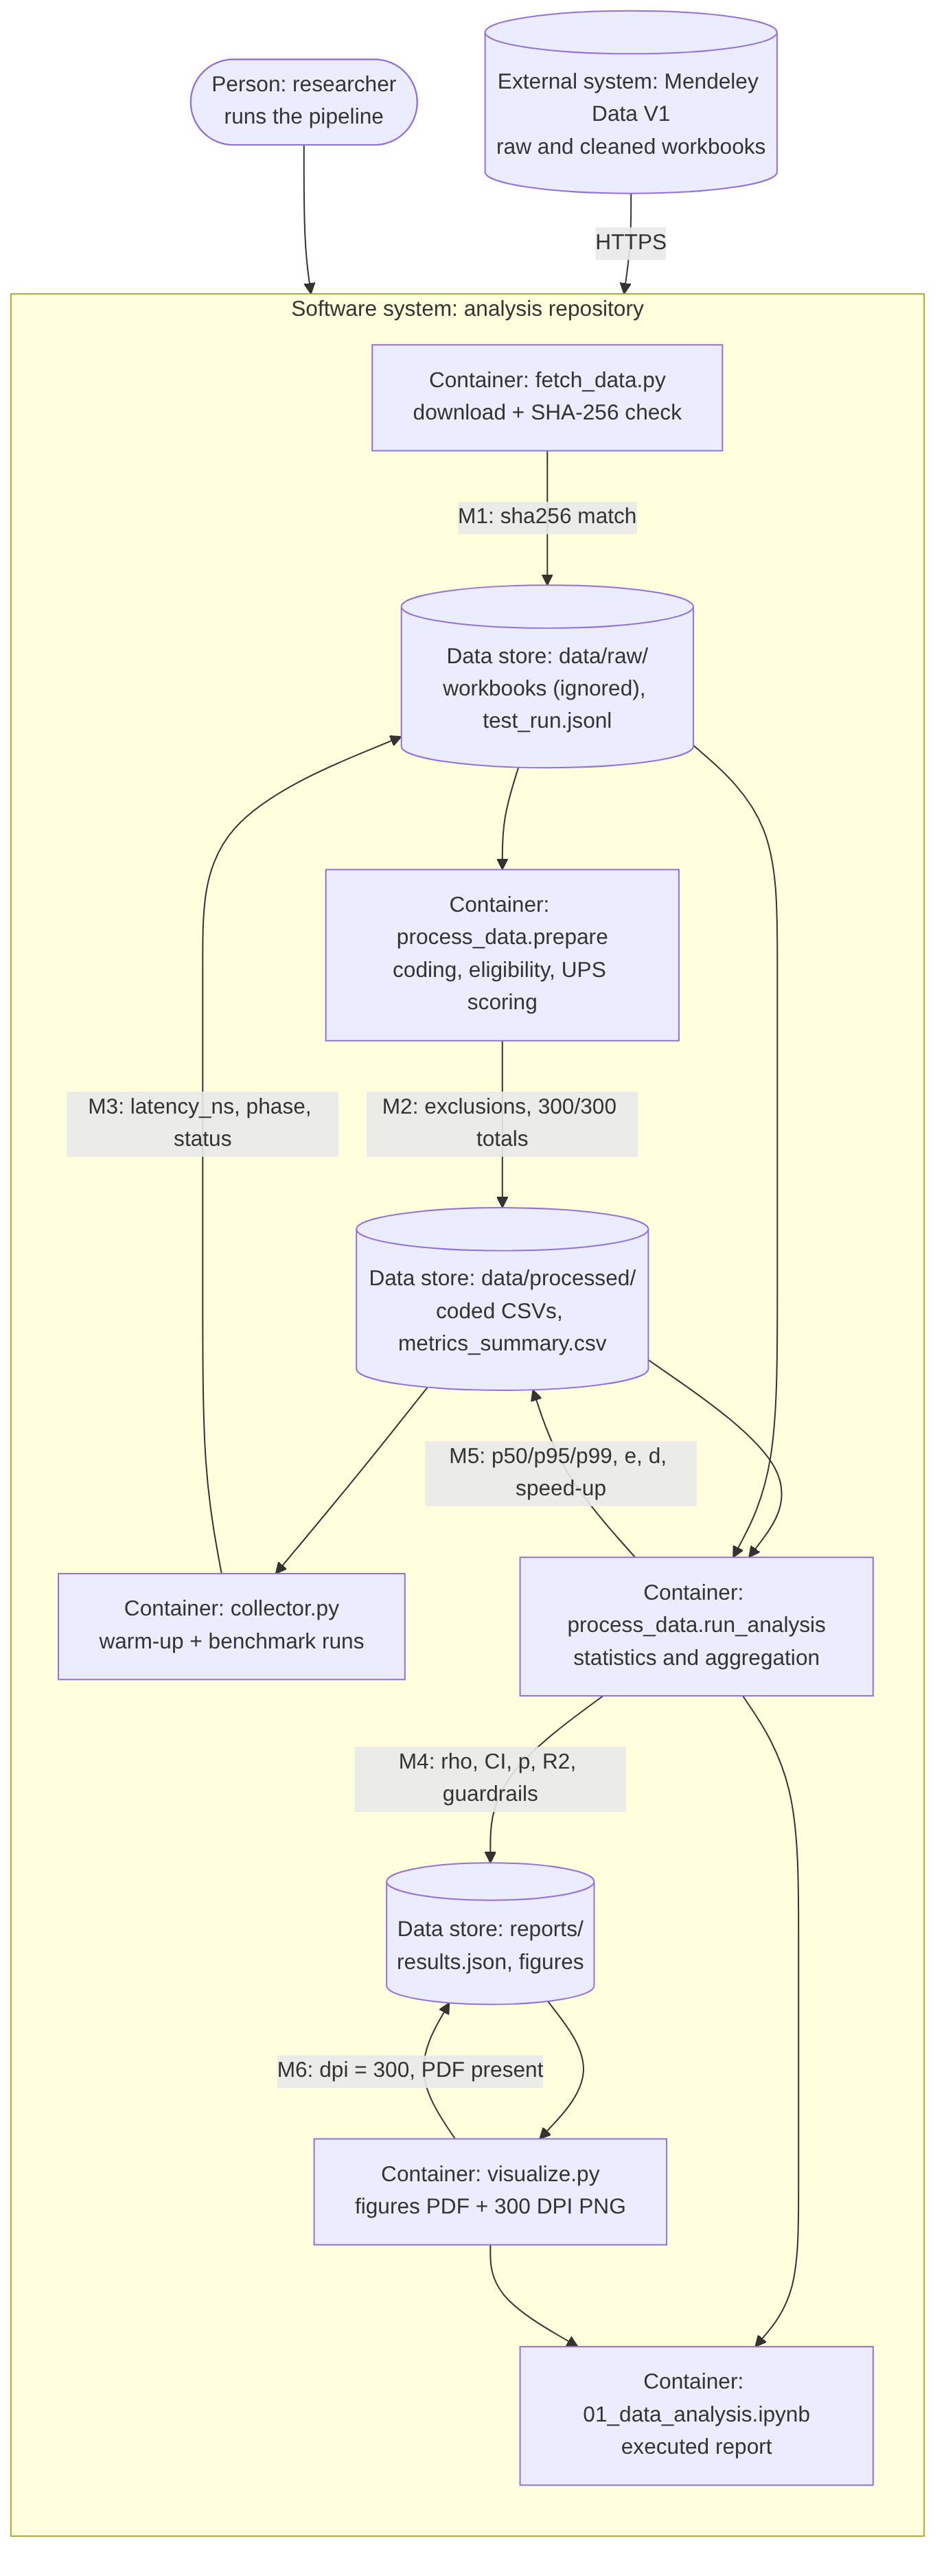 Person: researcher
runs the pipeline
External system: Mendeley
Data V1
raw and cleaned workbooks
HTTPS
Software system: analysis repository
Container: fetch_data.py
download + SHA-256 check
M1: sha256 match
Data store: data/raw/
workbooks (ignored),
test_run.jsonl
Container:
process_data.prepare
coding, eligibility, UPS
scoring
M3: latency_ns, phase,
status
M2: exclusions, 300/300
totals
Data store: data/processed/
coded CSVs,
metrics_summary.csv
M5: p50/p95/p99, e, d,
speed-up
Container: collector.py
warm-up + benchmark runs
Container:
process_data.run_analysis
statistics and aggregation
M4: rho, CI, p, R2,
guardrails
Data store: reports/
results.json, figures
M6: dpi = 300, PDF present
Container: visualize.py
figures PDF + 300 DPI PNG
Container:
01_data_analysis.ipynb
executed report